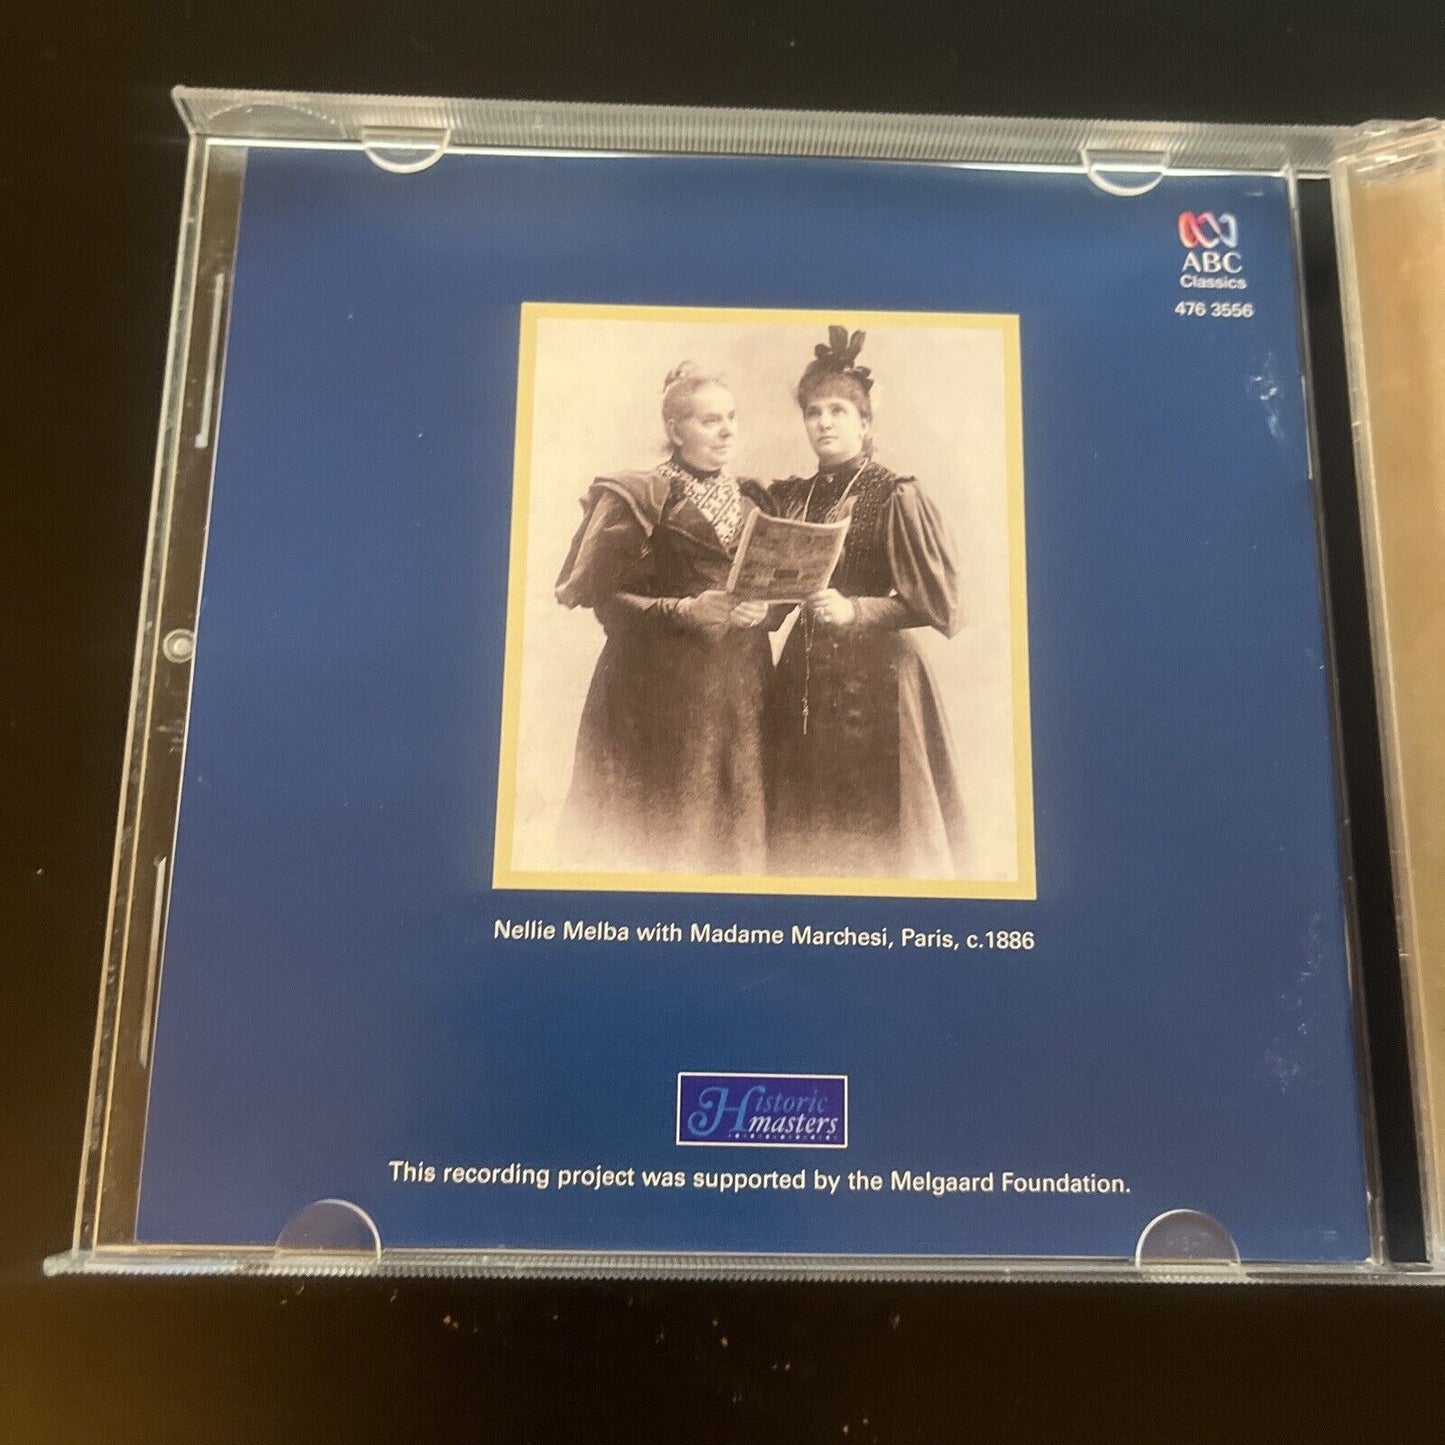 ABC
Classics
476 3556
Nellie Melba with Madame Marchesi, Paris, c.1886
Historic
masters
This recording project was supported by the Melgaard Foundation.